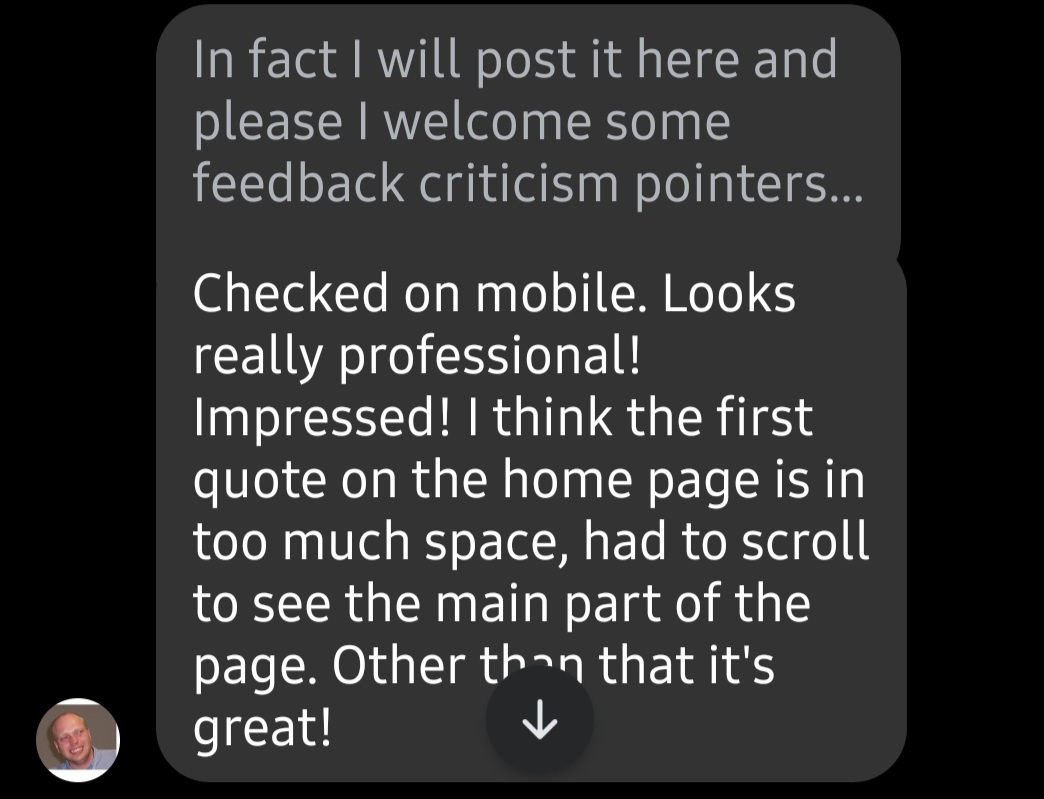 In fact I will post it here and
please I welcome some
feedback criticism pointers...
Checked on mobile. Looks
really professional!
Impressed! I think the first
quote on the home page is in
too much space, had to scroll
to see the main part of the
page. Other than that it's
great!